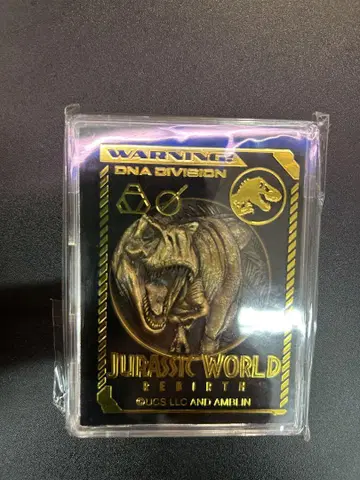 WARNING:
DNA DIVISION
JURASSIC WORLD
REBIRTH
©UCS LLC AND AMBLIN